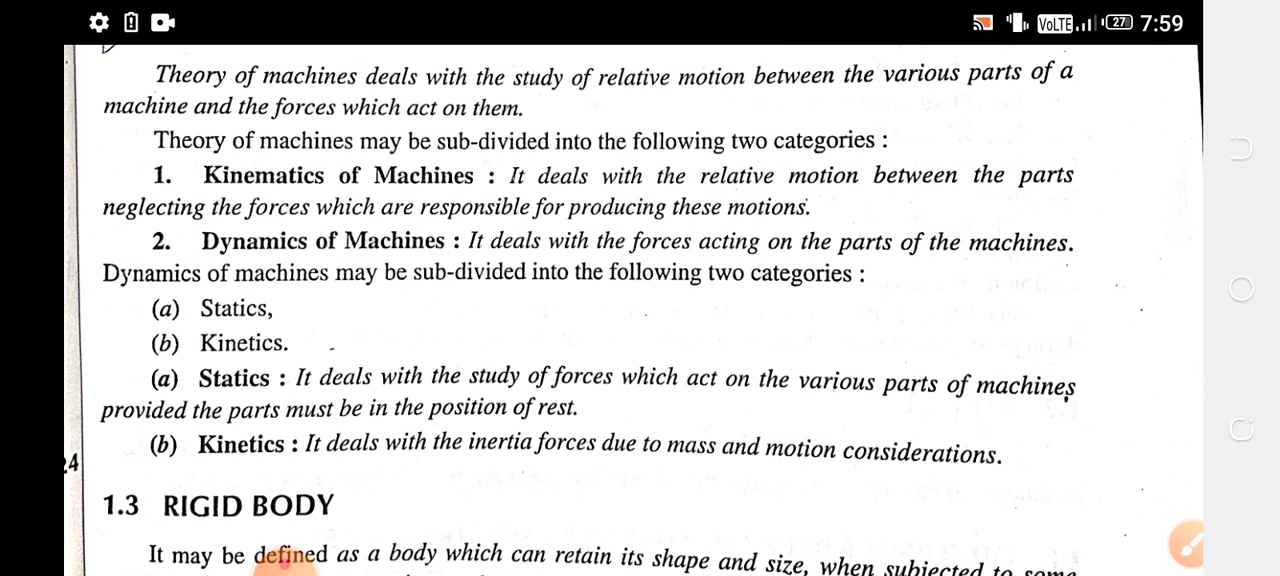 VoLTE 27 7:59
Theory of machines deals with the study of relative motion between the various parts of a
machine and the forces which act on them.
Theory of machines may be sub-divided into the following two categories :
1. Kinematics of Machines : It deals with the relative motion between the parts
neglecting the forces which are responsible for producing these motions.
2. Dynamics of Machines : It deals with the forces acting on the parts of the machines.
Dynamics of machines may be sub-divided into the following two categories :
(a) Statics,
(b) Kinetics.
(a) Statics : It deals with the study of forces which act on the various parts of machines
provided the parts must be in the position of rest.
(b) Kinetics : It deals with the inertia forces due to mass and motion considerations.
24
1.3 RIGID BODY
It may be defined as a body which can retain its shape and size, when subjected to some